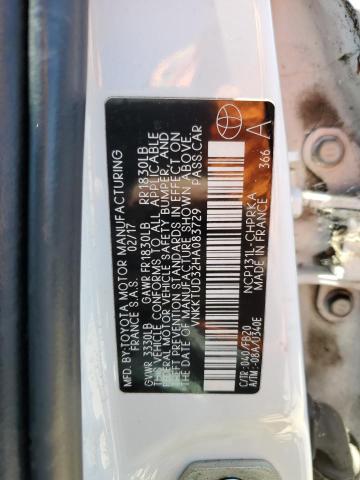 MFD.BY:TOYOTA MOTOR MANUFACTURING
FRANCE S.A.S. 02/17
GVWR 3330LB GAWR FR1830LB RR1830LB
THIS VEHICLE CONFORMS TO ALL APPLICABLE
FEDERAL MOTOR VEHICLE SAFETY, BUMPER, AND
THEFT PREVENTION STANDARDS IN EFFECT ON
THE DATE OF MANUFACTURE SHOWN ABOVE.
VNKKTUD32HA083729 PASS.CAR
C/TR:040/FB20
A/TM:-08A/U340E
NCP131L-CHPRKA
MADE IN FRANCE
366
A